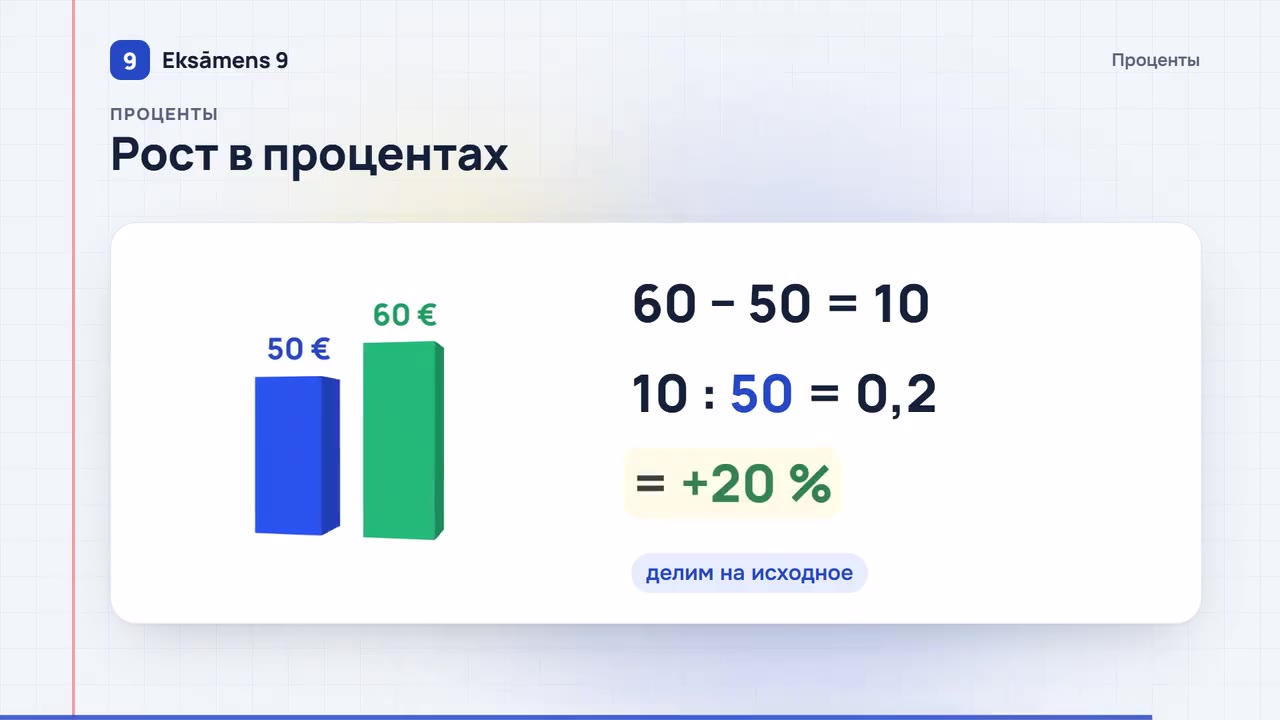 9 Eksāmens 9
Проценты
ПРОЦЕНТЫ
Рост в процентах
50 €
60 €
60 − 50 = 10
10 : 50 = 0,2
= +20 %
делим на исходное